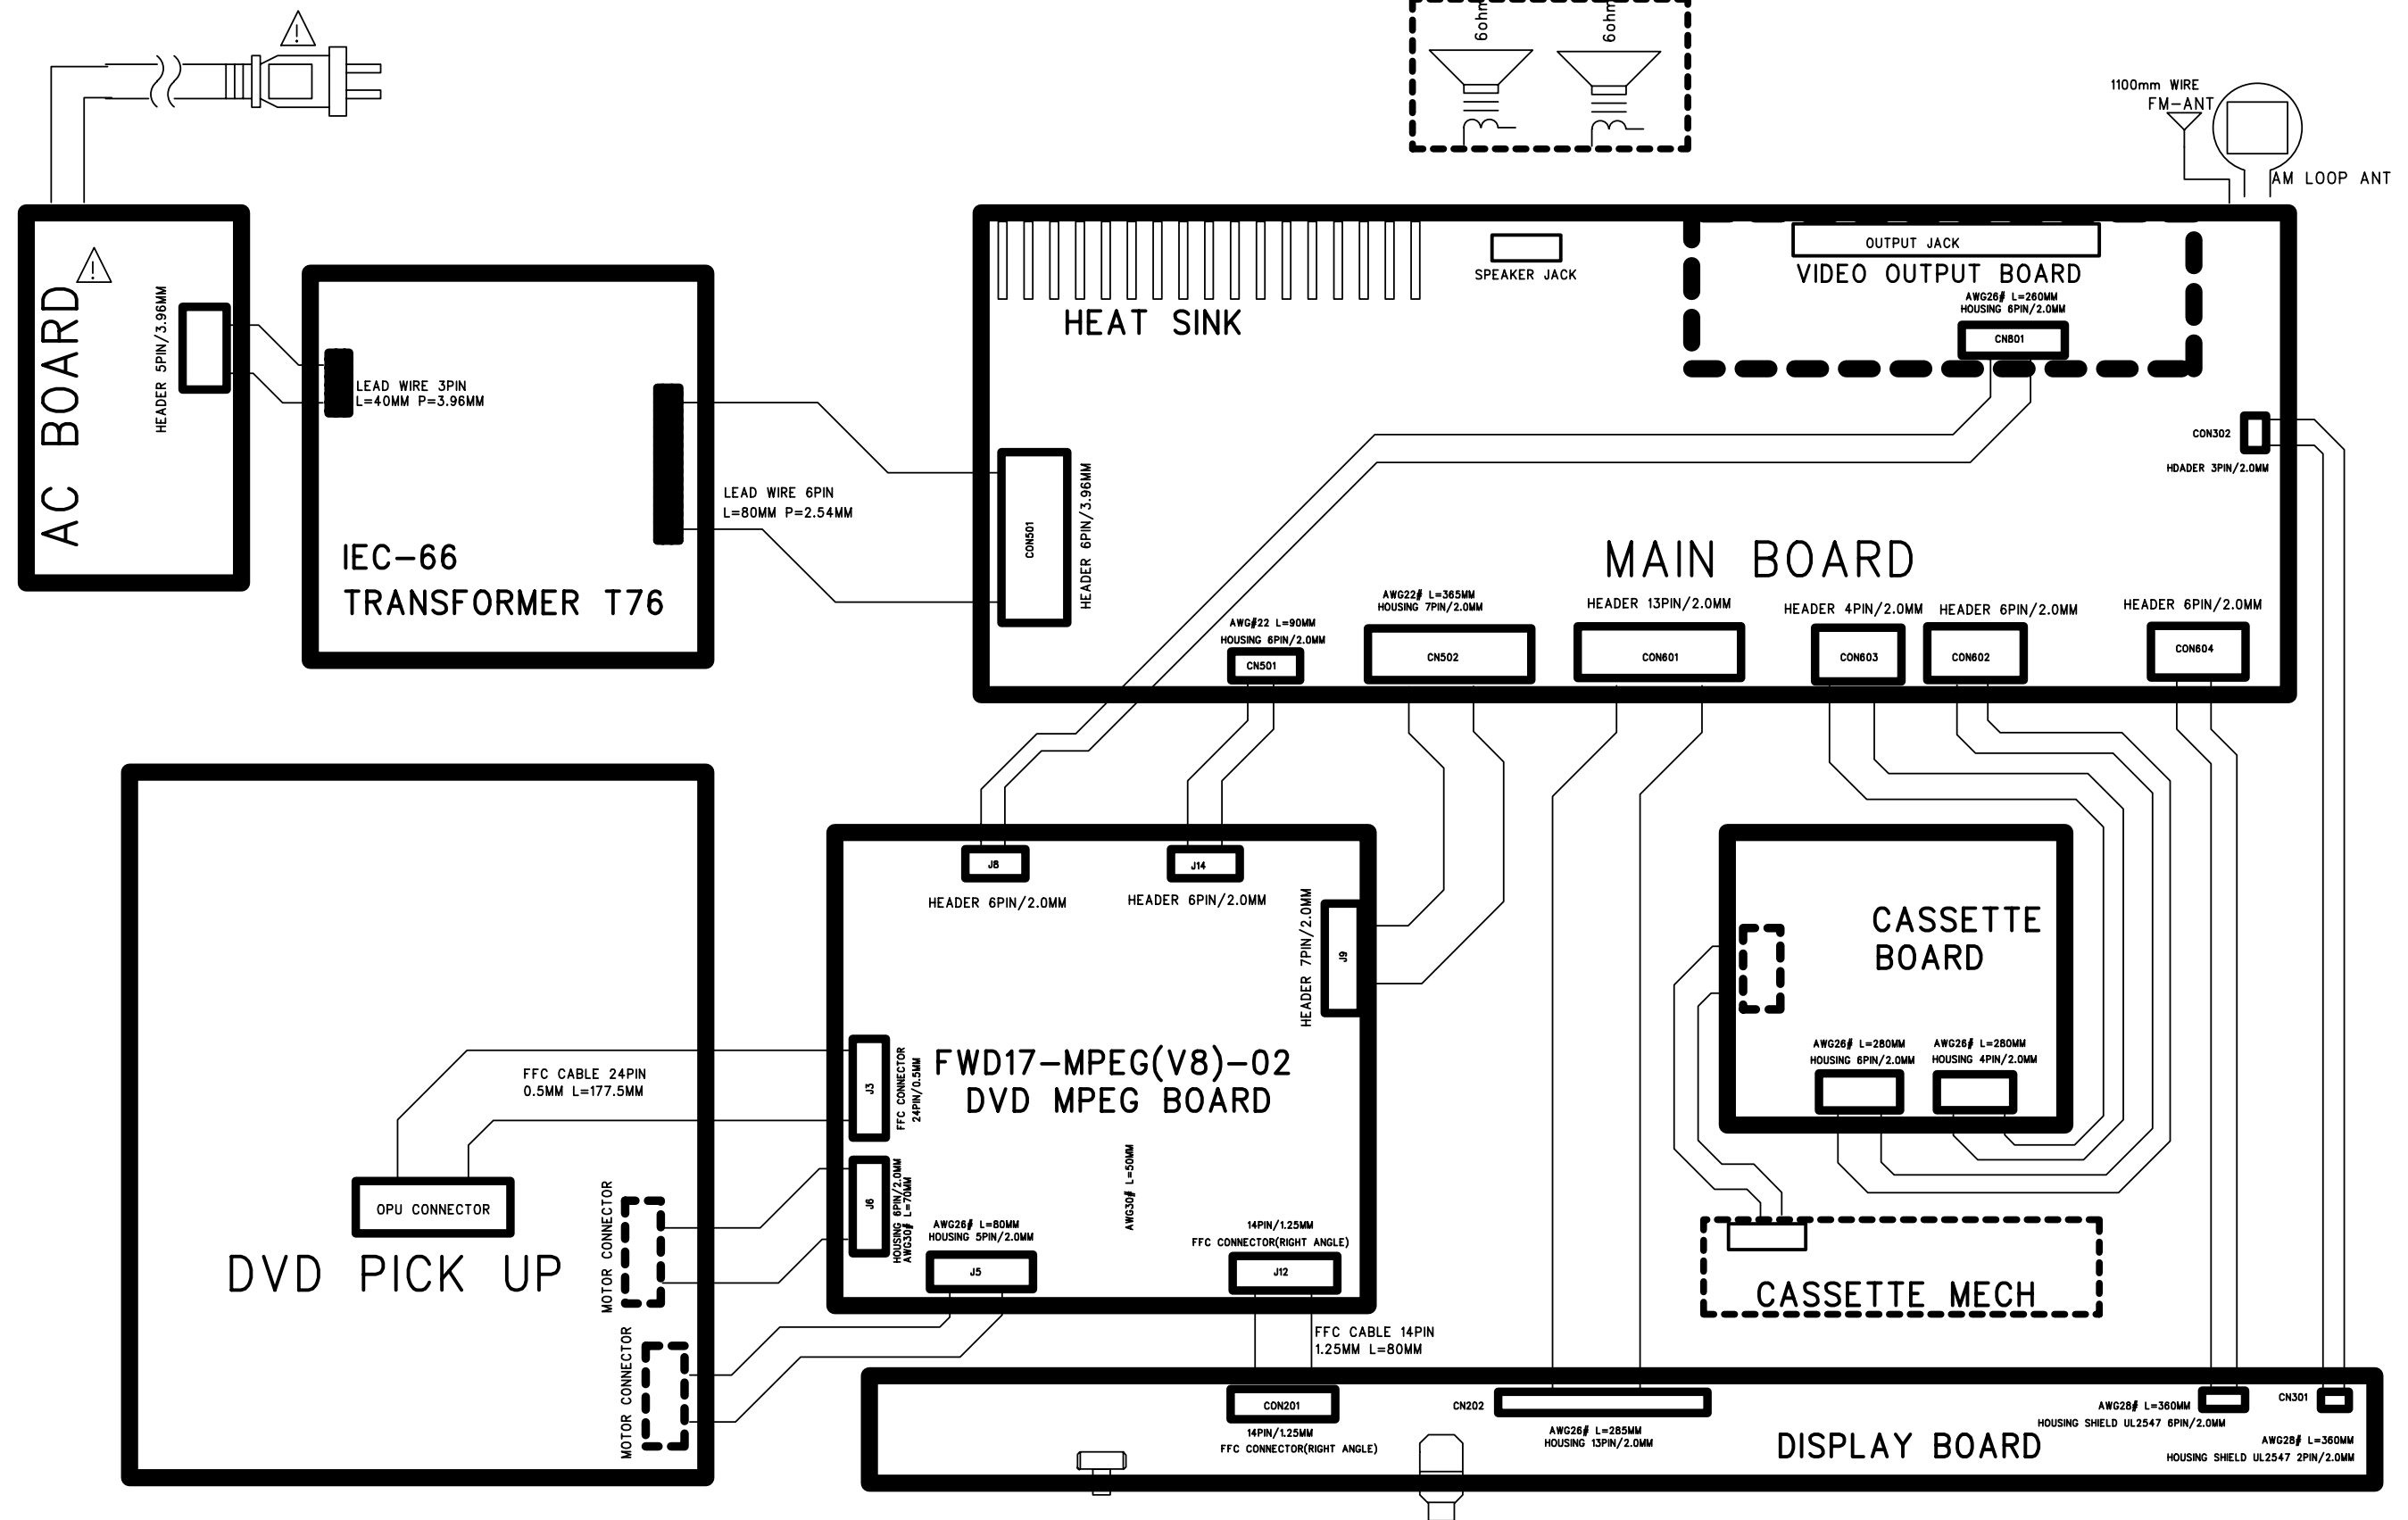 6ohm
6ohm
1100mm WIRE
FM-ANT
AM LOOP ANT
AC BOARD
HEADER 5PIN/3.96MM
LEAD WIRE 3PIN
L=40MM P=3.96MM
IEC-66
TRANSFORMER T76
LEAD WIRE 6PIN
L=80MM P=2.54MM
HEAT SINK
SPEAKER JACK
OUTPUT JACK
VIDEO OUTPUT BOARD
AWG26# L=260MM
HOUSING 6PIN/2.0MM
CN801
CON302
HDADER 3PIN/2.0MM
CON501
HEADER 6PIN/3.96MM
MAIN BOARD
AWG#22 L=90MM
HOUSING 6PIN/2.0MM
CN501
AWG22# L=365MM
HOUSING 7PIN/2.0MM
CN502
HEADER 13PIN/2.0MM
CON601
HEADER 4PIN/2.0MM
CON603
HEADER 6PIN/2.0MM
CON602
HEADER 6PIN/2.0MM
CON604
J8
HEADER 6PIN/2.0MM
J14
HEADER 6PIN/2.0MM
HEADER 7PIN/2.0MM
J9
CASSETTE
BOARD
AWG26# L=280MM
HOUSING 6PIN/2.0MM
AWG26# L=280MM
HOUSING 4PIN/2.0MM
FFC CABLE 24PIN
0.5MM L=177.5MM
J3
FFC CONNECTOR
24PIN/0.5MM
FWD17-MPEG(V8)-02
DVD MPEG BOARD
J6
HOUSING 6PIN/2.0MM
AWG30# L=70MM
AWG30# L=50MM
AWG26# L=80MM
HOUSING 5PIN/2.0MM
J5
14PIN/1.25MM
FFC CONNECTOR(RIGHT ANGLE)
J12
OPU CONNECTOR
DVD PICK UP
MOTOR CONNECTOR
MOTOR CONNECTOR
CASSETTE MECH
FFC CABLE 14PIN
1.25MM L=80MM
CON201
14PIN/1.25MM
FFC CONNECTOR(RIGHT ANGLE)
CN202
AWG26# L=285MM
HOUSING 13PIN/2.0MM
DISPLAY BOARD
AWG28# L=360MM
HOUSING SHIELD UL2547 6PIN/2.0MM
CN301
AWG28# L=360MM
HOUSING SHIELD UL2547 2PIN/2.0MM